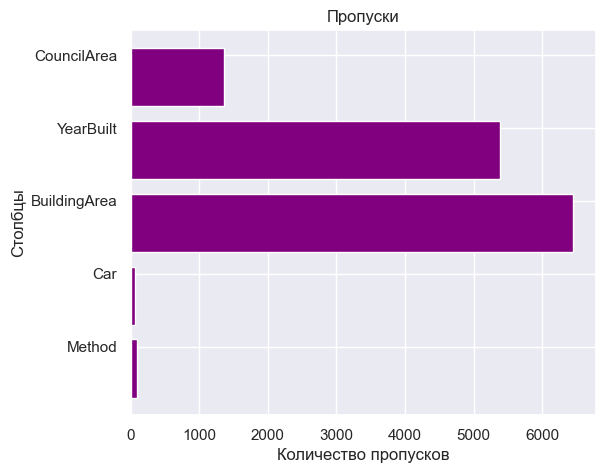 Пропуски
CouncilArea
YearBuilt
BuildingArea
Car
Method
Столбцы
0 1000 2000 3000 4000 5000 6000
Количество пропусков